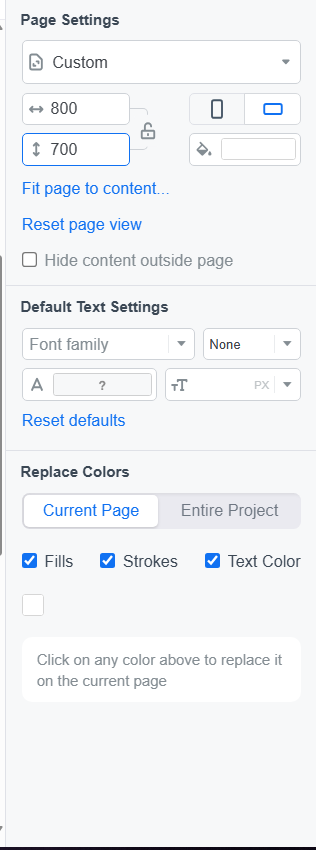 Page Settings
Custom
800
700
Fit page to content...
Reset page view
Hide content outside page
Default Text Settings
Font family
None
A ? TT PX
Reset defaults
Replace Colors
Current Page Entire Project
Fills Strokes Text Color
Click on any color above to replace it
on the current page